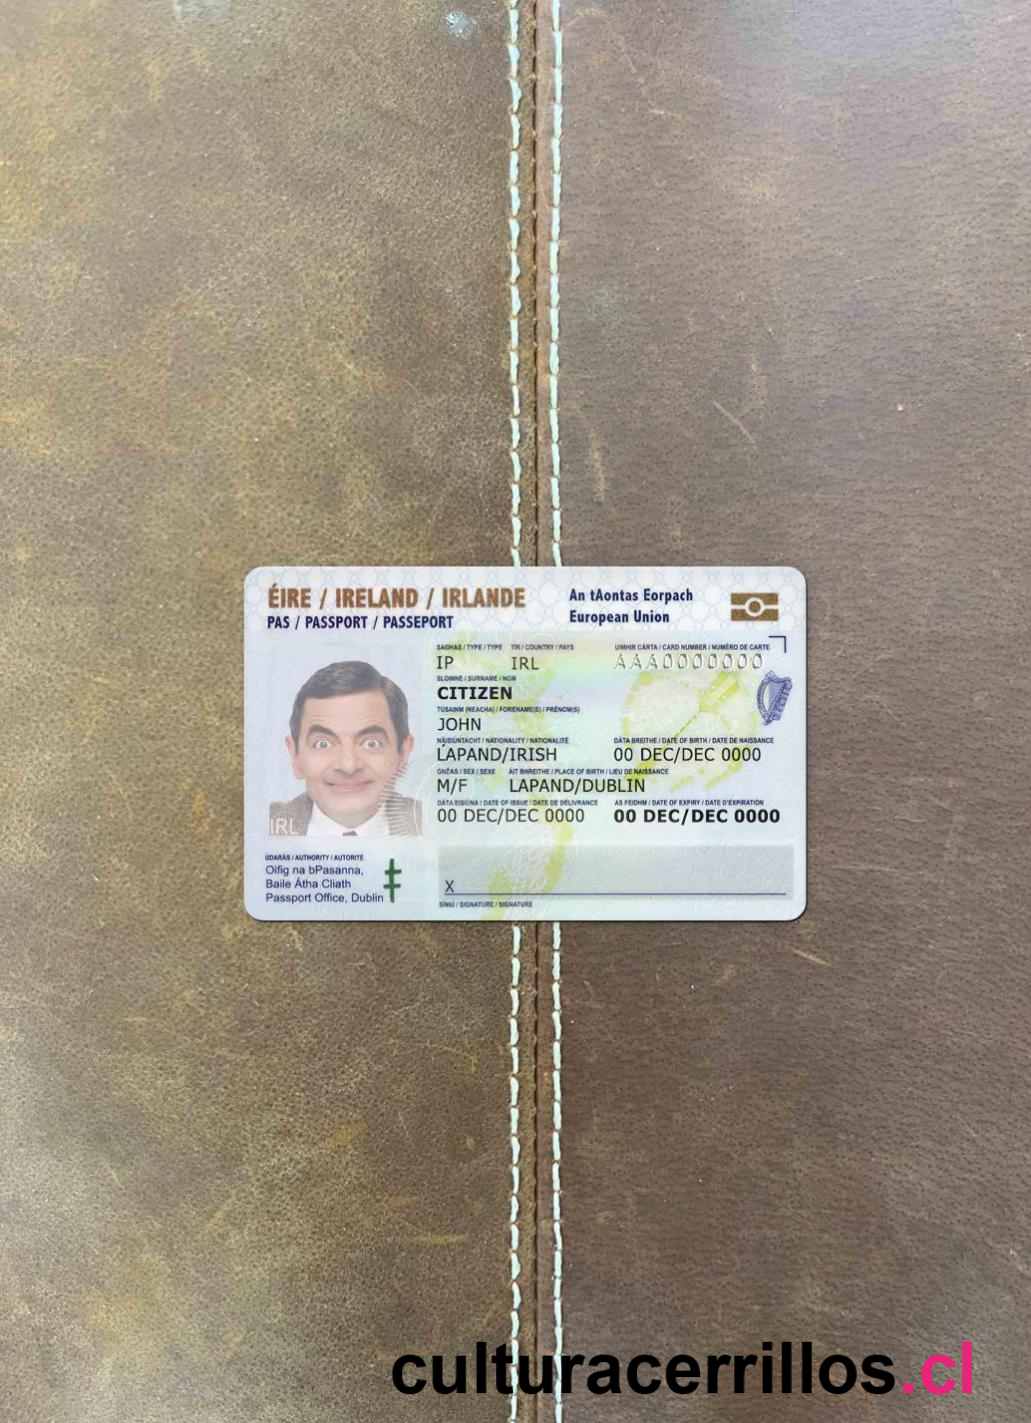 ÉIRE / IRELAND / IRLANDE
PAS / PASSPORT / PASSEPORT
An tAontas Eorpach
European Union
SAGHAS / TYPE / TYPE TÍR / COUNTRY / PAYS UIMHIR CÁRTA / CARD NUMBER / NUMÉRO DE CARTE
IP IRL AAA0000000
SLOINNE / SURNAME / NOM
CITIZEN
TUSAINM (NEACHA) / FORENAME(S) / PRÉNOM(S)
JOHN
NÁISIÚNTACHT / NATIONALITY / NATIONALITÉ DÁTA BREITHE / DATE OF BIRTH / DATE DE NAISSANCE
LAPAND/IRISH 00 DEC/DEC 0000
GNÉAS / SEX / SEXE ÁIT BHREITHE / PLACE OF BIRTH / LIEU DE NAISSANCE
M/F LAPAND/DUBLIN
DÁTA EISIÚNA / DATE OF ISSUE / DATE DE DÉLIVRANCE AS FEIDHM / DATE OF EXPIRY / DATE D'EXPIRATION
00 DEC/DEC 0000 00 DEC/DEC 0000
IRL
ÚDARÁS / AUTHORITY / AUTORITÉ
Oifig na bPasanna,
Baile Átha Cliath
Passport Office, Dublin
X
SÍNIÚ / SIGNATURE / SIGNATURE
culturacerrillos.cl